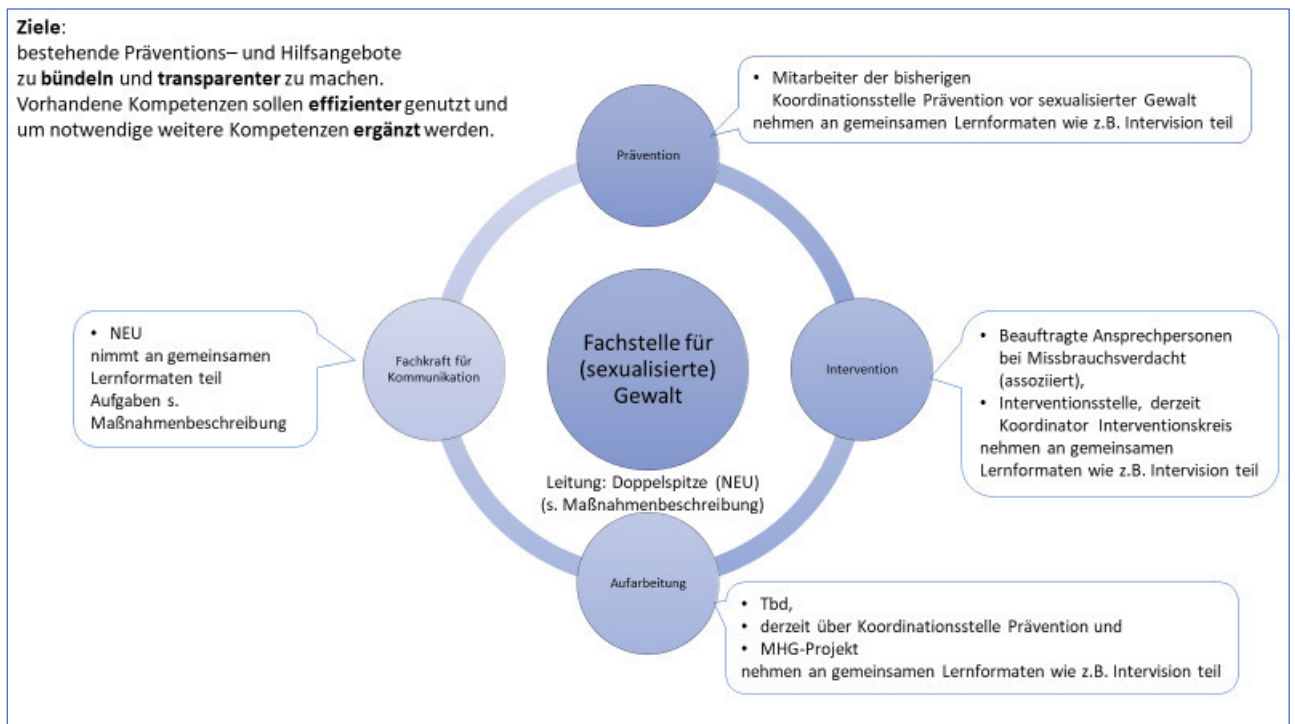 Ziele:
bestehende Präventions– und Hilfsangebote
zu bündeln und transparenter zu machen.
Vorhandene Kompetenzen sollen effizienter genutzt und
um notwendige weitere Kompetenzen ergänzt werden.
• Mitarbeiter der bisherigen
Koordinationsstelle Prävention vor sexualisierter Gewalt
nehmen an gemeinsamen Lernformaten wie z.B. Intervision teil
Prävention
• NEU
nimmt an gemeinsamen
Lernformaten teil
Aufgaben s.
Maßnahmenbeschreibung
Fachkraft für
Kommunikation
Fachstelle für
(sexualisierte)
Gewalt
Leitung: Doppelspitze (NEU)
(s. Maßnahmenbeschreibung)
Intervention
• Beauftragte Ansprechpersonen
bei Missbrauchsverdacht
(assoziiert),
• Interventionsstelle, derzeit
Koordinator Interventionskreis
nehmen an gemeinsamen
Lernformaten wie z.B. Intervision teil
Aufarbeitung
• Tbd,
• derzeit über Koordinationsstelle Prävention und
• MHG-Projekt
nehmen an gemeinsamen Lernformaten wie z.B. Intervision teil